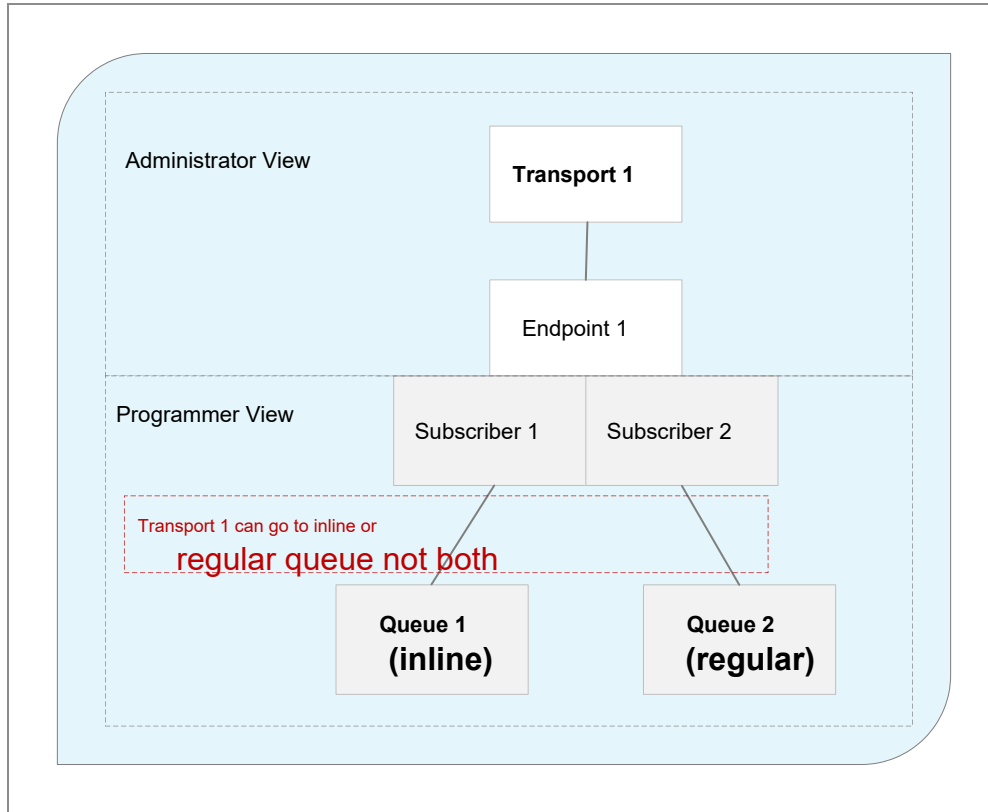 Administrator View
Transport 1
Endpoint 1
Programmer View
Subscriber 1
Subscriber 2
Transport 1 can go to inline or
regular queue not both
Queue 1
(inline)
Queue 2
(regular)